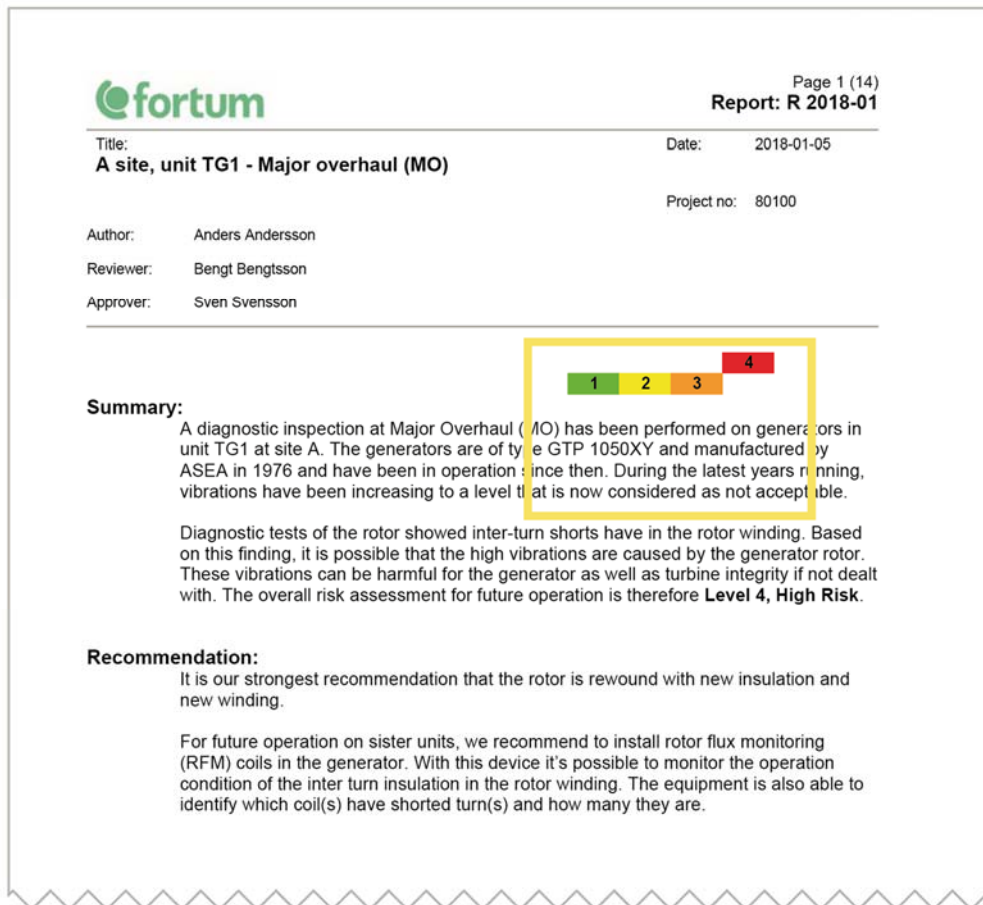 fortum
Page 1 (14)
Report: R 2018-01
Title:
A site, unit TG1 - Major overhaul (MO)
Date: 2018-01-05
Project no: 80100
Author: Anders Andersson
Reviewer: Bengt Bengtsson
Approver: Sven Svensson
4
1 2 3
Summary:
A diagnostic inspection at Major Overhaul (MO) has been performed on generators in
unit TG1 at site A. The generators are of type GTP 1050XY and manufactured by
ASEA in 1976 and have been in operation since then. During the latest years running,
vibrations have been increasing to a level that is now considered as not acceptable.
Diagnostic tests of the rotor showed inter-turn shorts have in the rotor winding. Based
on this finding, it is possible that the high vibrations are caused by the generator rotor.
These vibrations can be harmful for the generator as well as turbine integrity if not dealt
with. The overall risk assessment for future operation is therefore Level 4, High Risk.
Recommendation:
It is our strongest recommendation that the rotor is rewound with new insulation and
new winding.
For future operation on sister units, we recommend to install rotor flux monitoring
(RFM) coils in the generator. With this device it's possible to monitor the operation
condition of the inter turn insulation in the rotor winding. The equipment is also able to
identify which coil(s) have shorted turn(s) and how many they are.